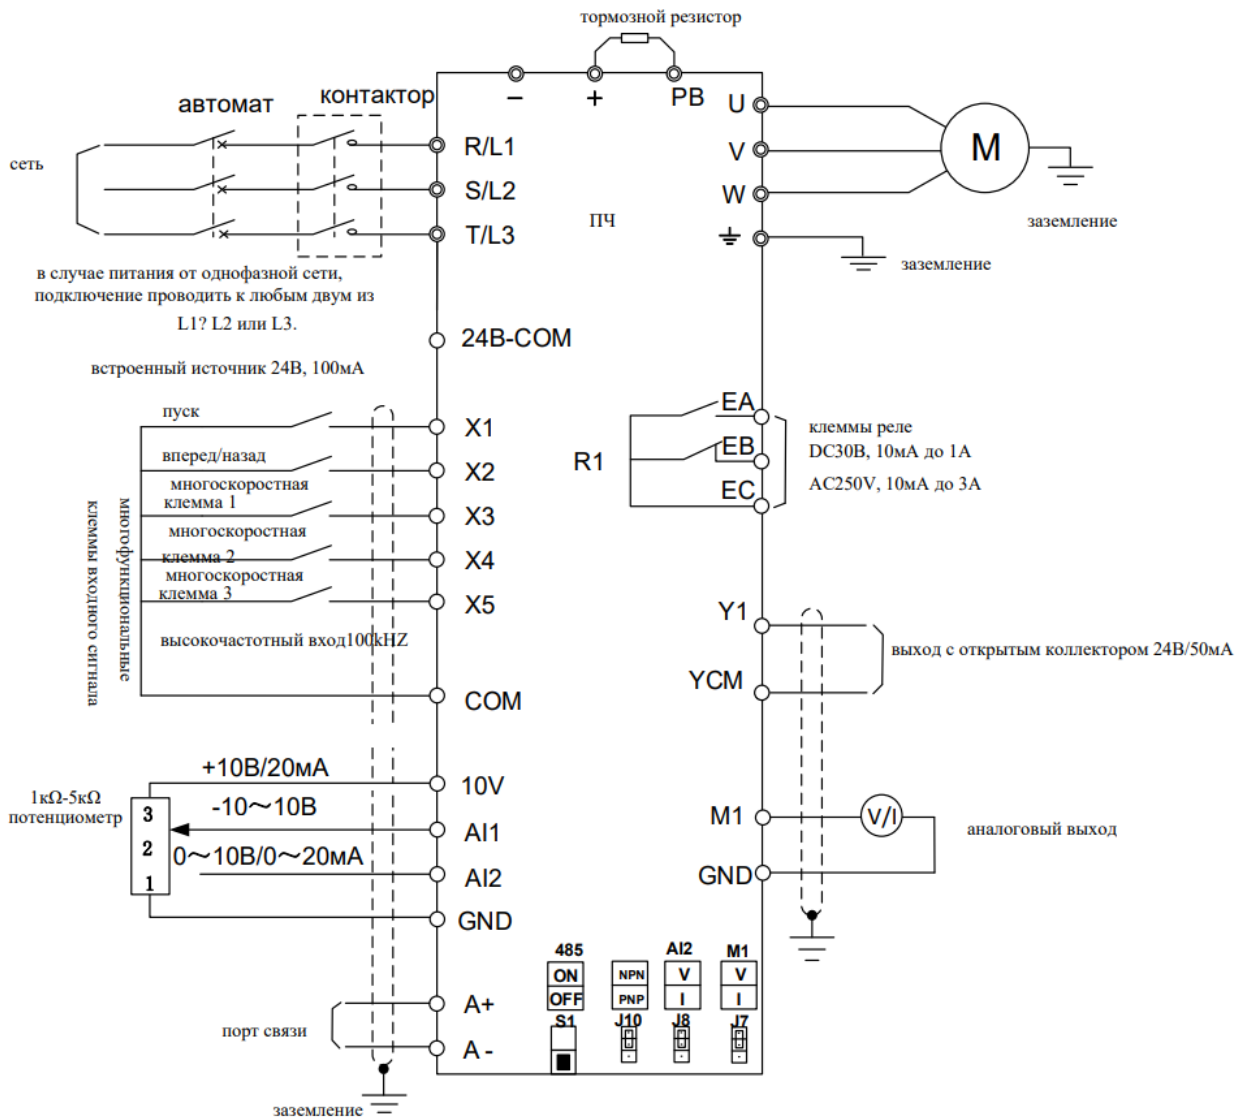 тормозной резистор
− + PB
автомат
контактор
сеть
R/L1
S/L2
T/L3
U
V
W
M
ПЧ
заземление
заземление
в случае питания от однофазной сети,
подключение проводить к любым двум из
L1? L2 или L3.
24В-COM
встроенный источник 24В, 100мА
многофункциональные
клеммы входного сигнала
пуск
X1
вперед/назад
X2
многоскоростная
клемма 1
X3
многоскоростная
клемма 2
X4
многоскоростная
клемма 3
X5
высокочастотный вход100kHZ
COM
R1
EA
EB
EC
клеммы реле
DC30В, 10мА до 1А
AC250V, 10мА до 3А
Y1
YCM
выход с открытым коллектором 24В/50мА
1кΩ-5кΩ
потенциометр
3
2
1
+10В/20мА
10V
-10～10В
AI1
0～10В/0～20мА
AI2
GND
M1
V/I
GND
аналоговый выход
порт связи
A+
A -
заземление
485
ON
OFF
S1
NPN
PNP
J10
AI2
V
I
J8
M1
V
I
J7